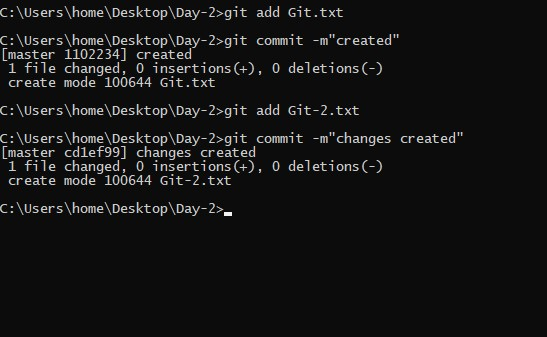 C:\Users\home\Desktop\Day-2>git add Git.txt
C:\Users\home\Desktop\Day-2>git commit -m"created"
[master 1102234] created
 1 file changed, 0 insertions(+), 0 deletions(-)
 create mode 100644 Git.txt
C:\Users\home\Desktop\Day-2>git add Git-2.txt
C:\Users\home\Desktop\Day-2>git commit -m"changes created"
[master cd1ef99] changes created
 1 file changed, 0 insertions(+), 0 deletions(-)
 create mode 100644 Git-2.txt
C:\Users\home\Desktop\Day-2>